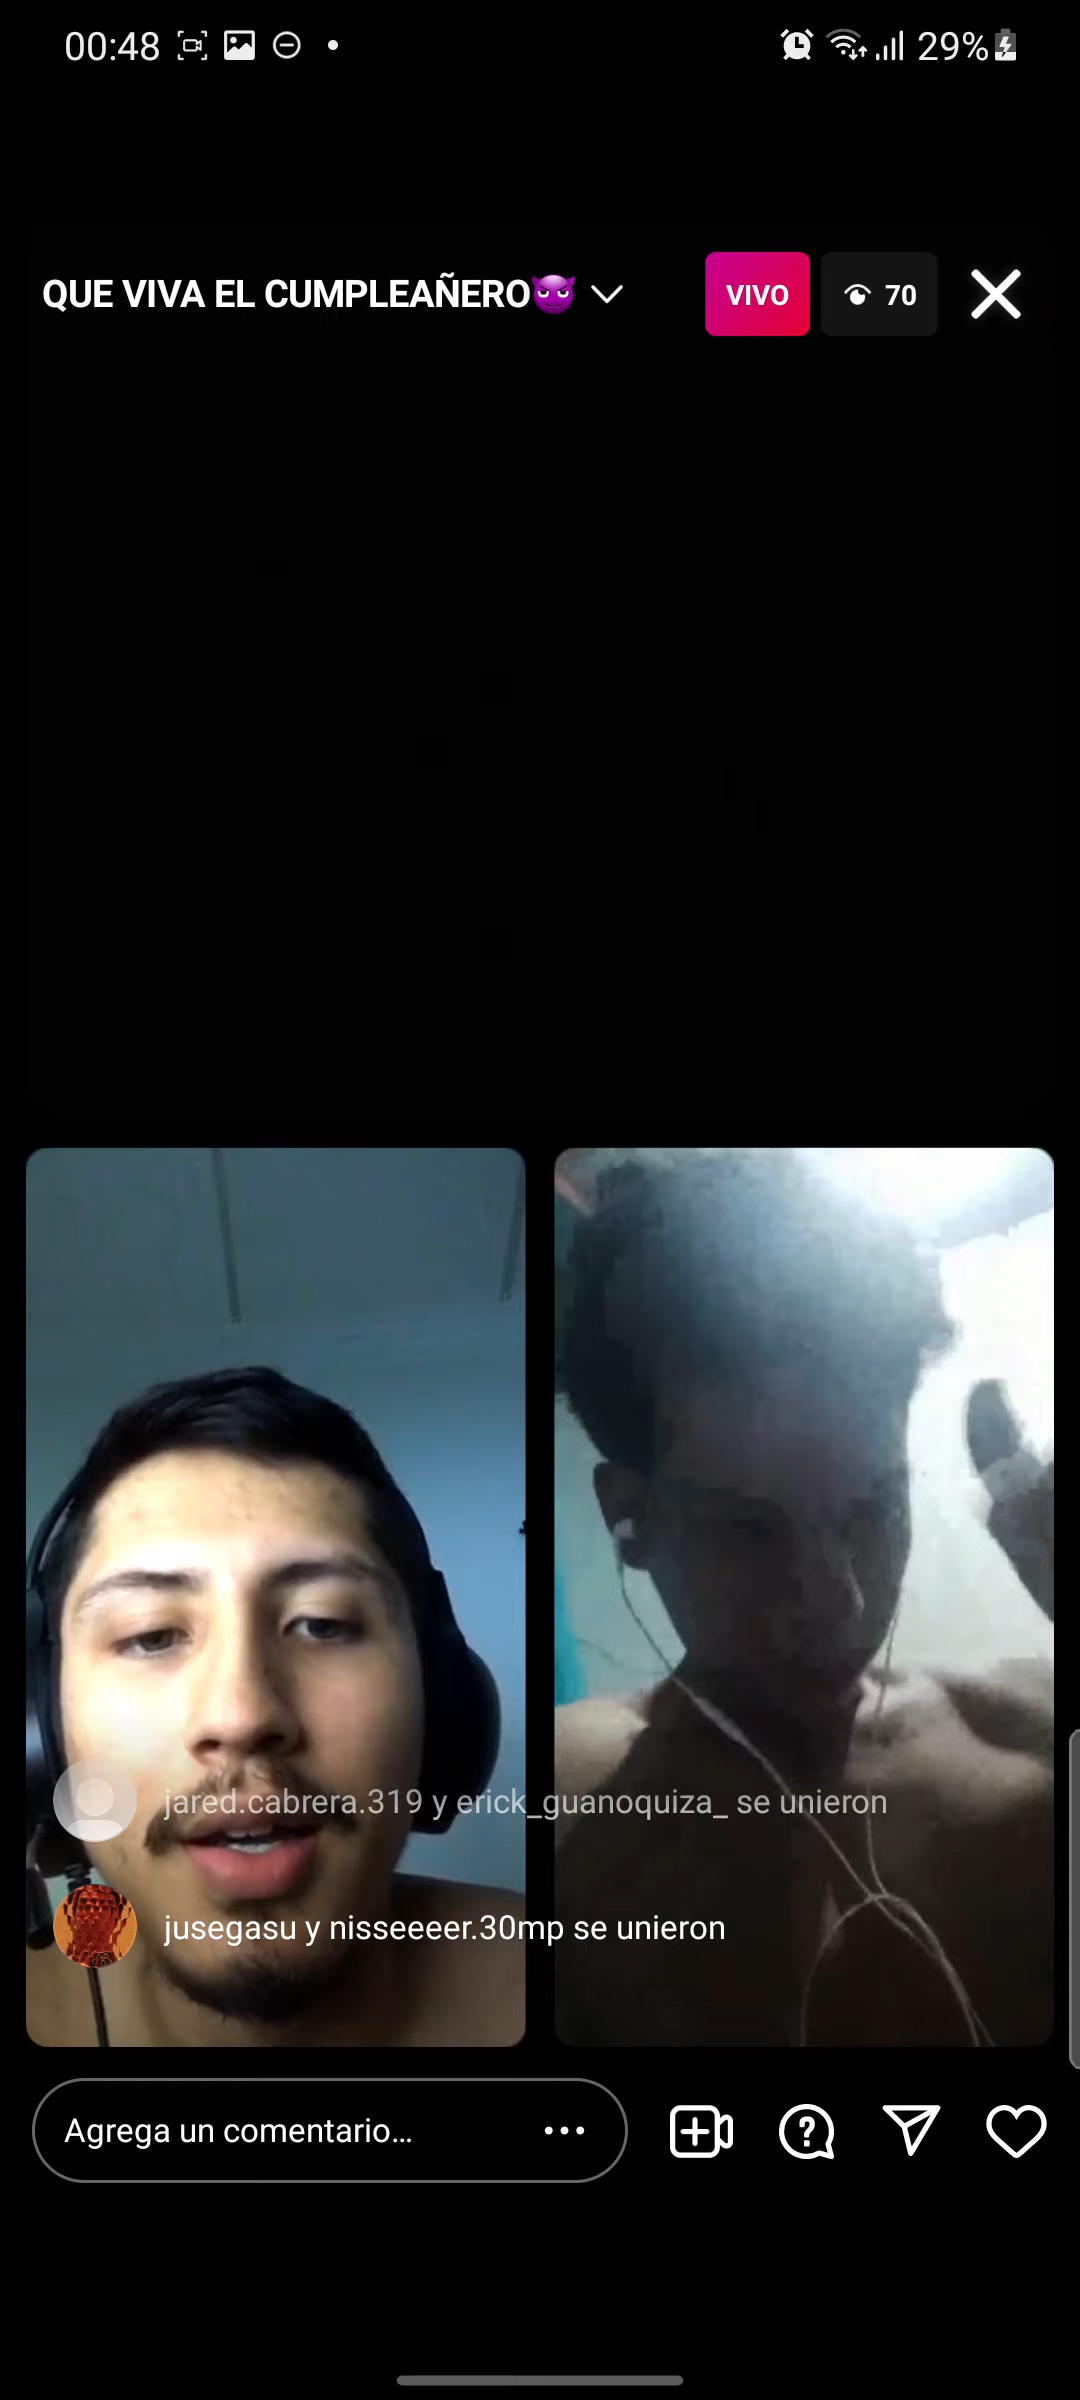 00:48
29%
QUE VIVA EL CUMPLEAÑERO😈
VIVO
70
jared.cabrera.319 y erick_guanoquiza_ se unieron
jusegasu y nisseeeer.30mp se unieron
Agrega un comentario...